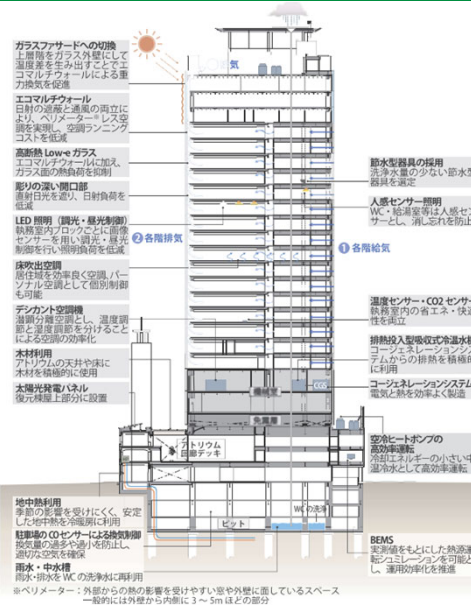 ガラスファサードへの切換
上層階をガラス外壁にして
温度差を生み出すことでエ
コマルチウォールによる重
力換気を促進
エコマルチウォール
日射の遮蔽と通風の両立に
より、ペリメーター※レス空
調を実現し、空調ランニング
コストを低減
高断熱 Low-e ガラス
エコマルチウォールに加え、
ガラス面の熱負荷を抑制
彫りの深い開口部
直射日光を遮り、日射負荷を
低減
LED 照明（調光・昼光制御）
執務室内ブロックごとに画像
センサーを用い調光・昼光
制御を行い照明負荷を低減
床吹出空調
居住域を効率良く空調、パー
ソナル空調として個別制御
も可能
デシカント空調機
潜顕分離空調とし、温度調
節と湿度調節を分けること
による空調の効率化
木材利用
アトリウムの天井や床に
木材を積極的に使用
太陽光発電パネル
復元棟屋上部分に設置
地中熱利用
季節の影響を受けにくく、安定
した地中熱を冷暖房に利用
駐車場の COセンサーによる換気制御
換気量の過多や過小を防止し、
適切な空気を確保
雨水・中水槽
雨水・排水を WC の洗浄水に再利用
気
❷ 各階排気
❶ 各階給気
機械室
CGS
免震層
アトリウム
回廊デッキ
WCの洗浄
ピット
節水型器具の採用
洗浄水量の少ない節水型
器具を選定
人感センサー照明
WC・給湯室等は人感セン
サーとし、消し忘れを防止
温度センサー・CO2 センサー
執務室内の省エネ・快適
性を両立
排熱投入型吸収式冷温水機
コージェネレーションシス
テムからの排熱を積極的
に利用
コージェネレーションシステム
電気と熱を効率よく製造
空冷ヒートポンプの
高効率運転
冷却エネルギーの小さい中
温冷水として高効率運転
BEMS
実測値をもとにした熱源運
転シュミレーションを可能と
し、運用効率化を推進
※ペリメーター：外部からの熱の影響を受けやすい窓や外壁に面しているスペース
一般的には外壁から内側に 3 ～ 5m ほどの部分